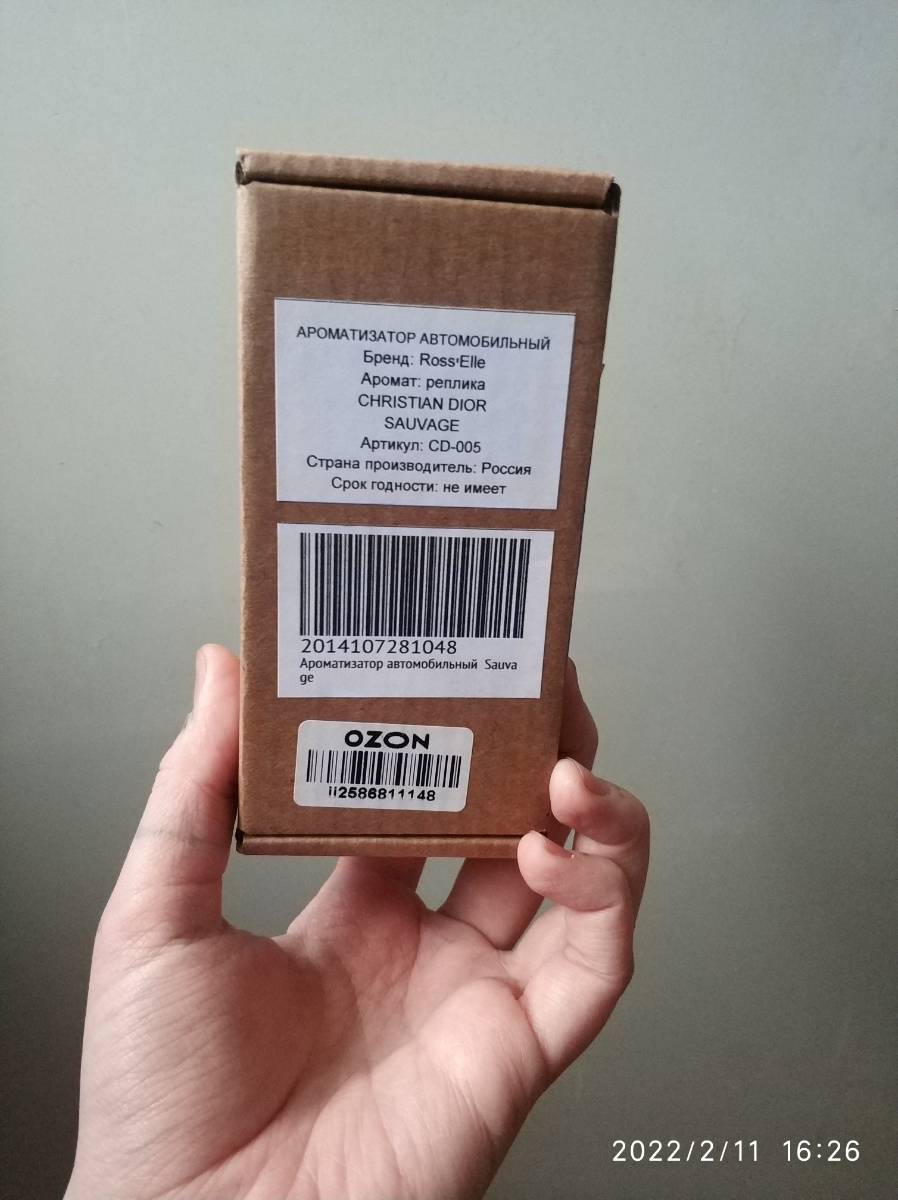 АРОМАТИЗАТОР АВТОМОБИЛЬНЫЙ
Бренд: Ross'Elle
Аромат: реплика
CHRISTIAN DIOR
SAUVAGE
Артикул: CD-005
Страна производитель: Россия
Срок годности: не имеет
2014107281048
Ароматизатор автомобильный Sauva
ge
OZON
ii2586811148
2022/2/11 16:26